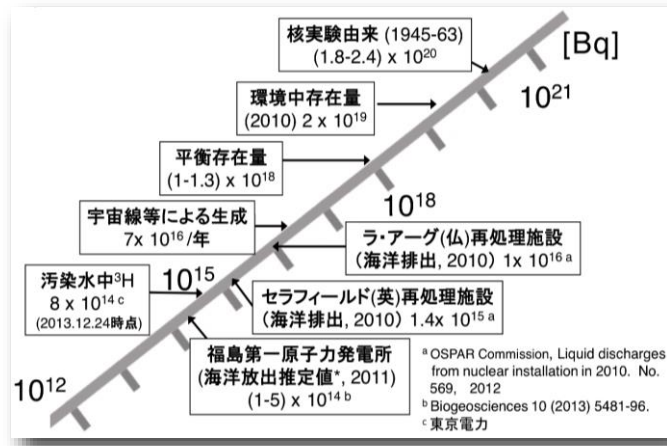 核実験由来 (1945-63)
(1.8-2.4) x 10²⁰
[Bq]
10²¹
環境中存在量
(2010) 2 x 10¹⁹
平衡存在量
(1-1.3) x 10¹⁸
10¹⁸
宇宙線等による生成
7x 10¹⁶/年
ラ・アーグ(仏)再処理施設
(海洋排出, 2010) 1x 10¹⁶ ᵃ
10¹⁵
汚染水中³H
8 x 10¹⁴ ᶜ
(2013.12.24時点)
セラフィールド(英)再処理施設
(海洋排出, 2010) 1.4x 10¹⁵ ᵃ
福島第一原子力発電所
(海洋放出推定値*, 2011)
(1-5) x 10¹⁴ ᵇ
10¹²
ᵃ OSPAR Commission, Liquid discharges
from nuclear installation in 2010. No.
569, 2012
ᵇ Biogeosciences 10 (2013) 5481-96.
ᶜ 東京電力